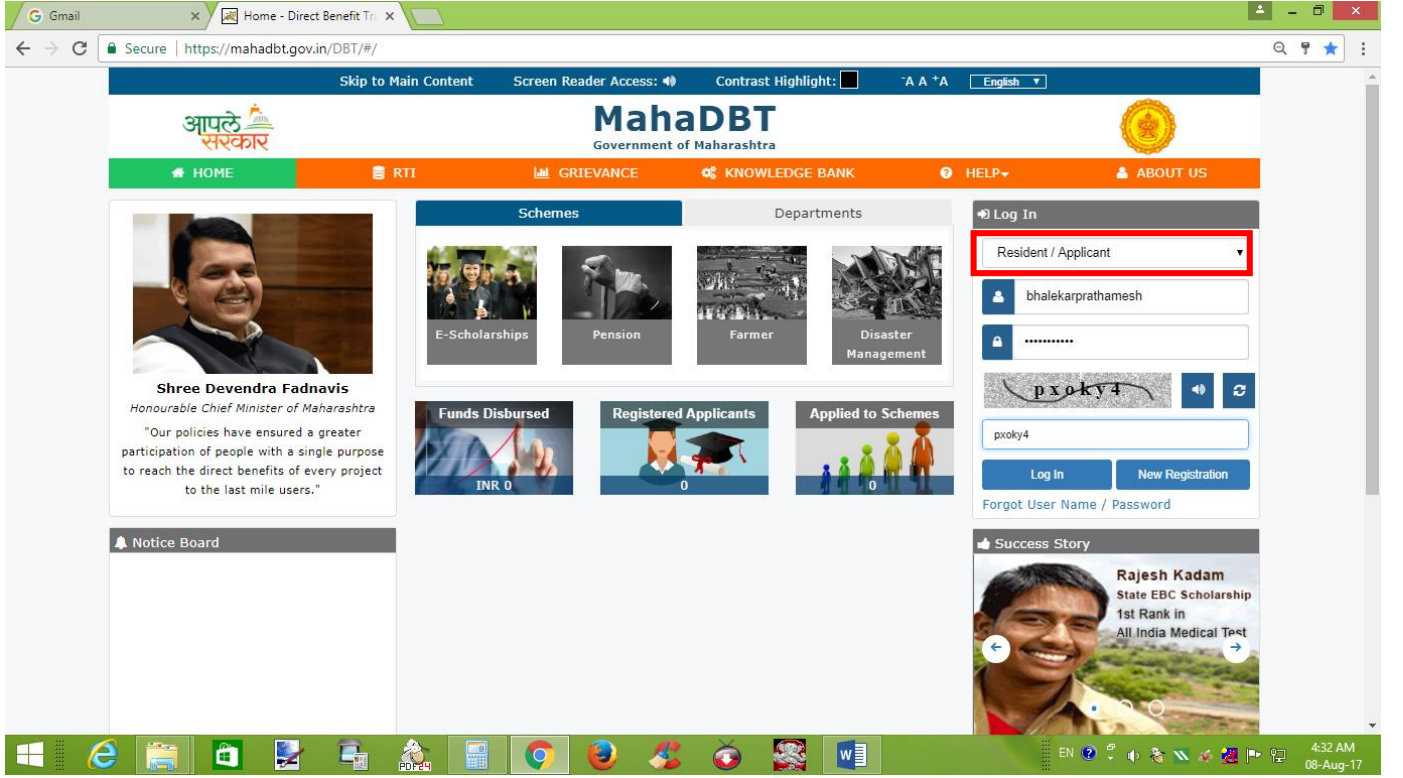 Gmail
Home - Direct Benefit Tr
Secure | https://mahadbt.gov.in/DBT/#/
Skip to Main Content Screen Reader Access: Contrast Highlight: -A A +A English
आपले सरकार
MahaDBT
Government of Maharashtra
HOME RTI GRIEVANCE KNOWLEDGE BANK HELP ABOUT US
Shree Devendra Fadnavis
Honourable Chief Minister of Maharashtra
"Our policies have ensured a greater
participation of people with a single purpose
to reach the direct benefits of every project
to the last mile users."
Notice Board
Schemes Departments
E-Scholarships Pension Farmer Disaster
Management
Funds Disbursed Registered Applicants Applied to Schemes
INR 0 0 0
Log In
Resident / Applicant
bhalekarprathamesh
•••••••••••
pxoky4
pxoky4
Log In New Registration
Forgot User Name / Password
Success Story
Rajesh Kadam
State EBC Scholarship
1st Rank in
All India Medical Test
PDF24
EN
4:32 AM
08-Aug-17